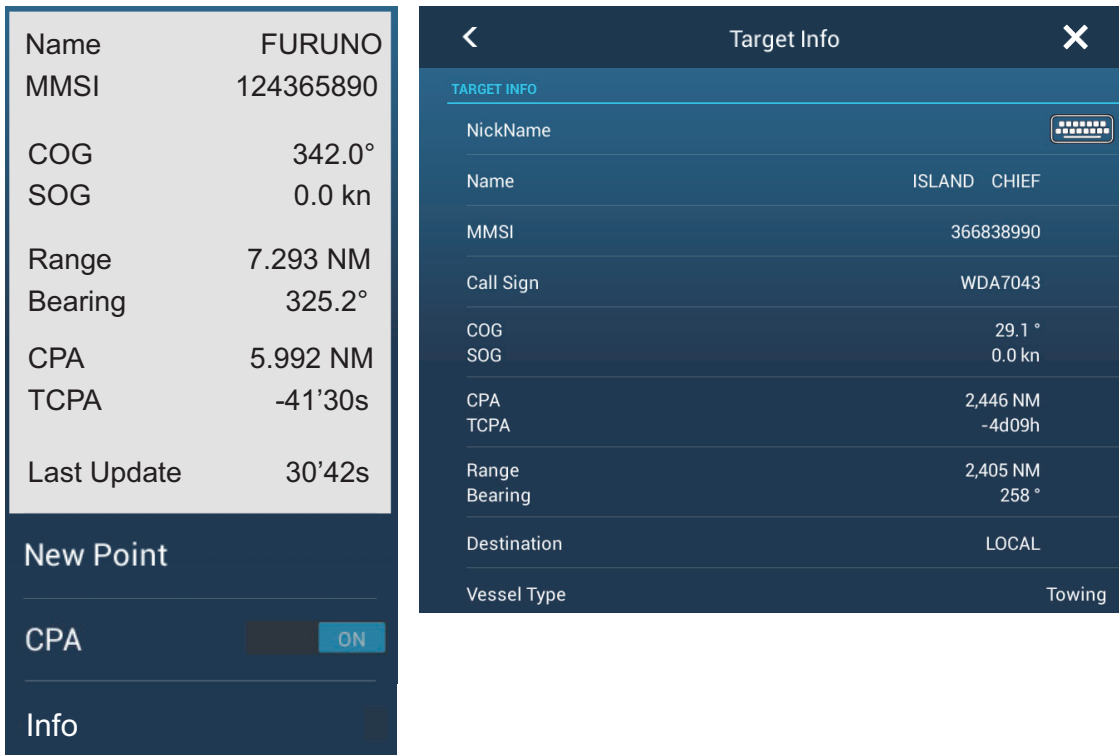 Name FURUNO
MMSI 124365890
COG 342.0°
SOG 0.0 kn
Range 7.293 NM
Bearing 325.2°
CPA 5.992 NM
TCPA -41’30s
Last Update 30’42s
New Point
CPA ON
Info
Target Info
TARGET INFO
NickName
Name ISLAND CHIEF
MMSI 366838990
Call Sign WDA7043
COG 29.1 °
SOG 0.0 kn
CPA 2,446 NM
TCPA -4d09h
Range 2,405 NM
Bearing 258 °
Destination LOCAL
Vessel Type Towing